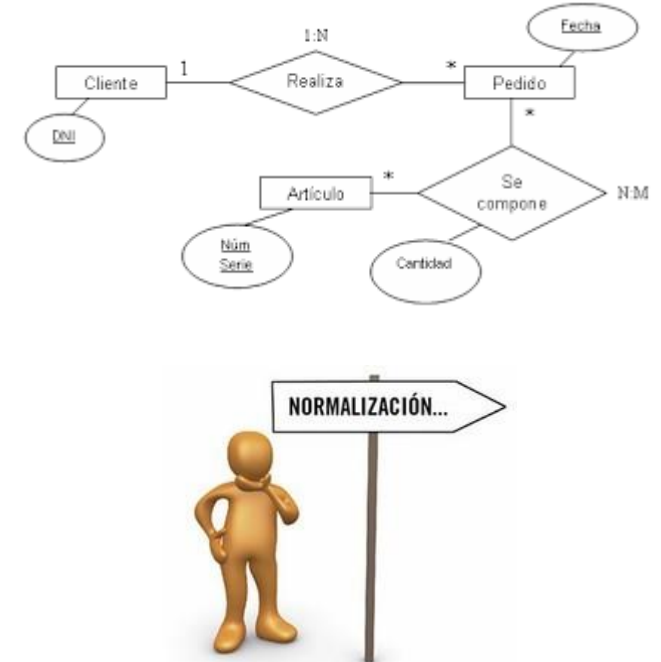 Fecha
1:N
Cliente
1
Realiza
*
Pedido
DNI
*
Artículo
*
Se
compone
N:M
Núm
Serie
Cantidad
NORMALIZACIÓN...